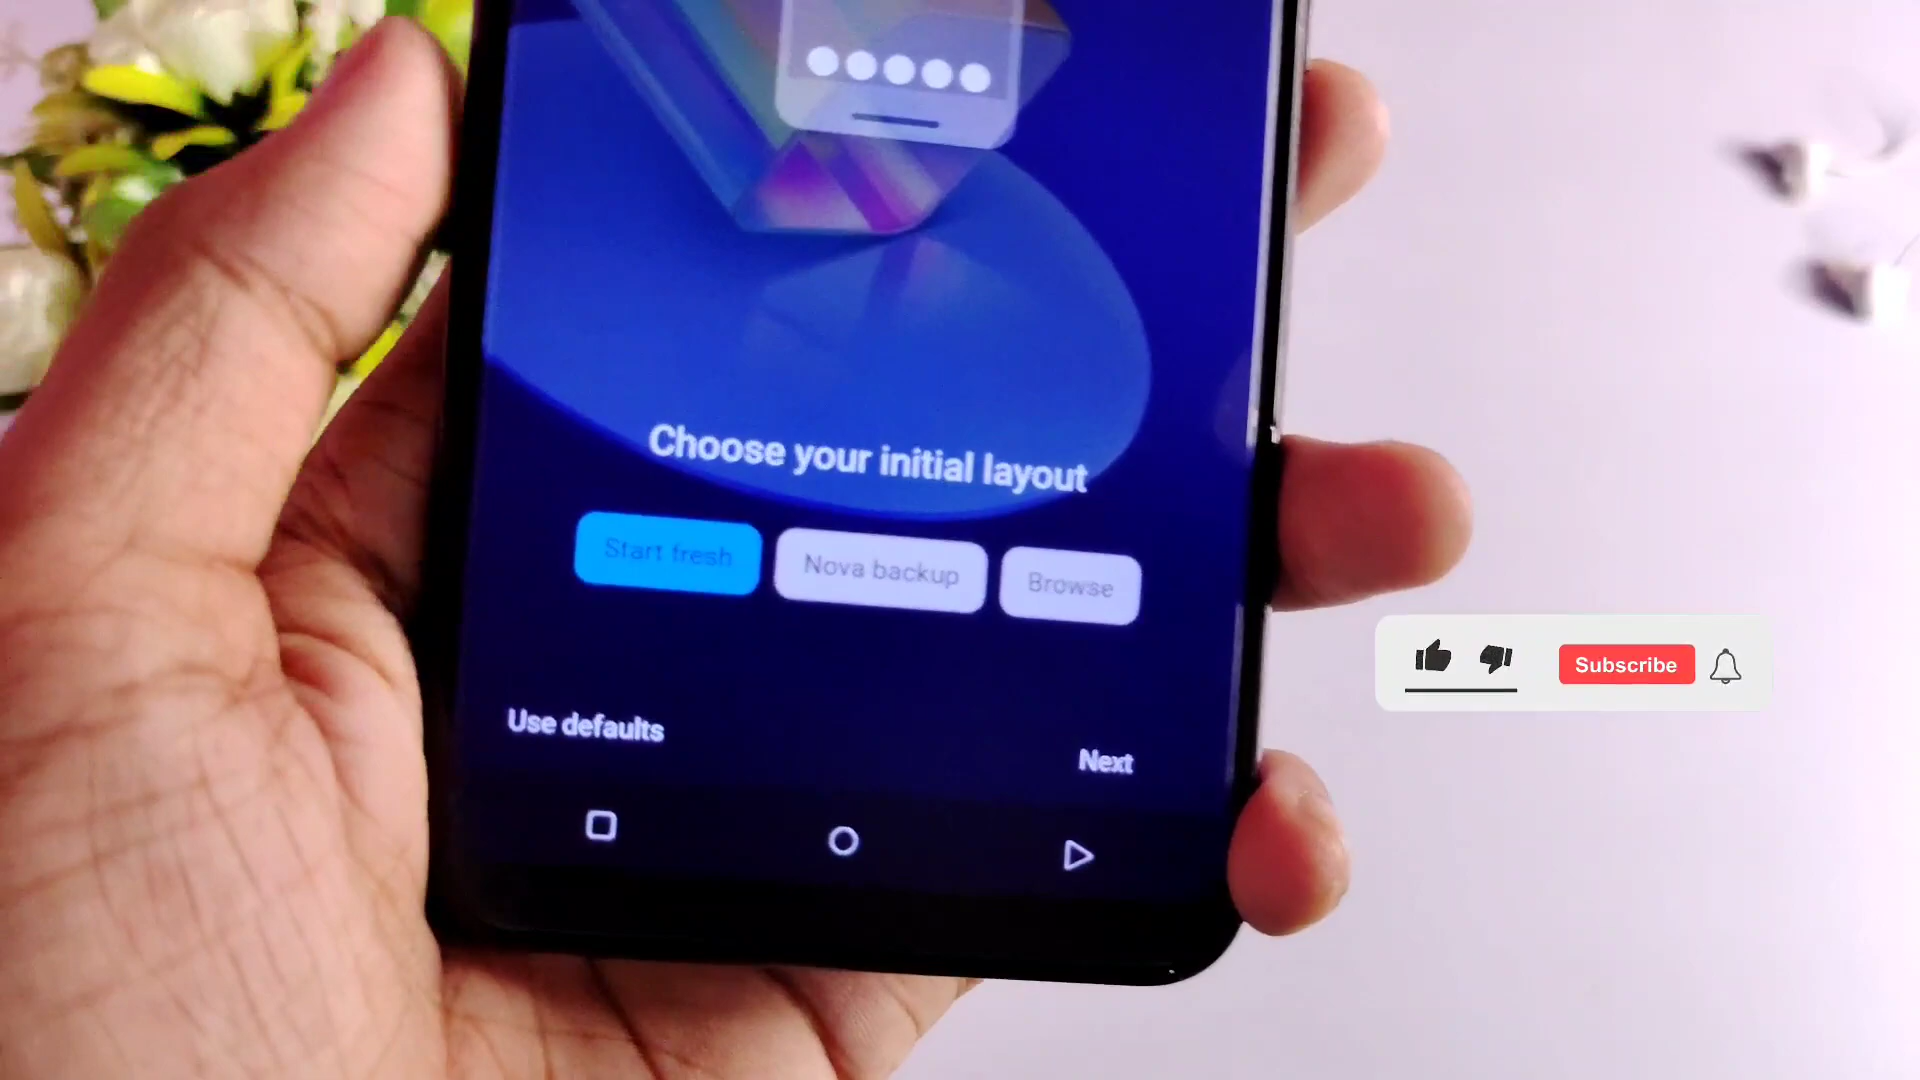 Choose your initial layout
Start fresh
Nova backup
Browse
Subscribe
Use defaults
Next